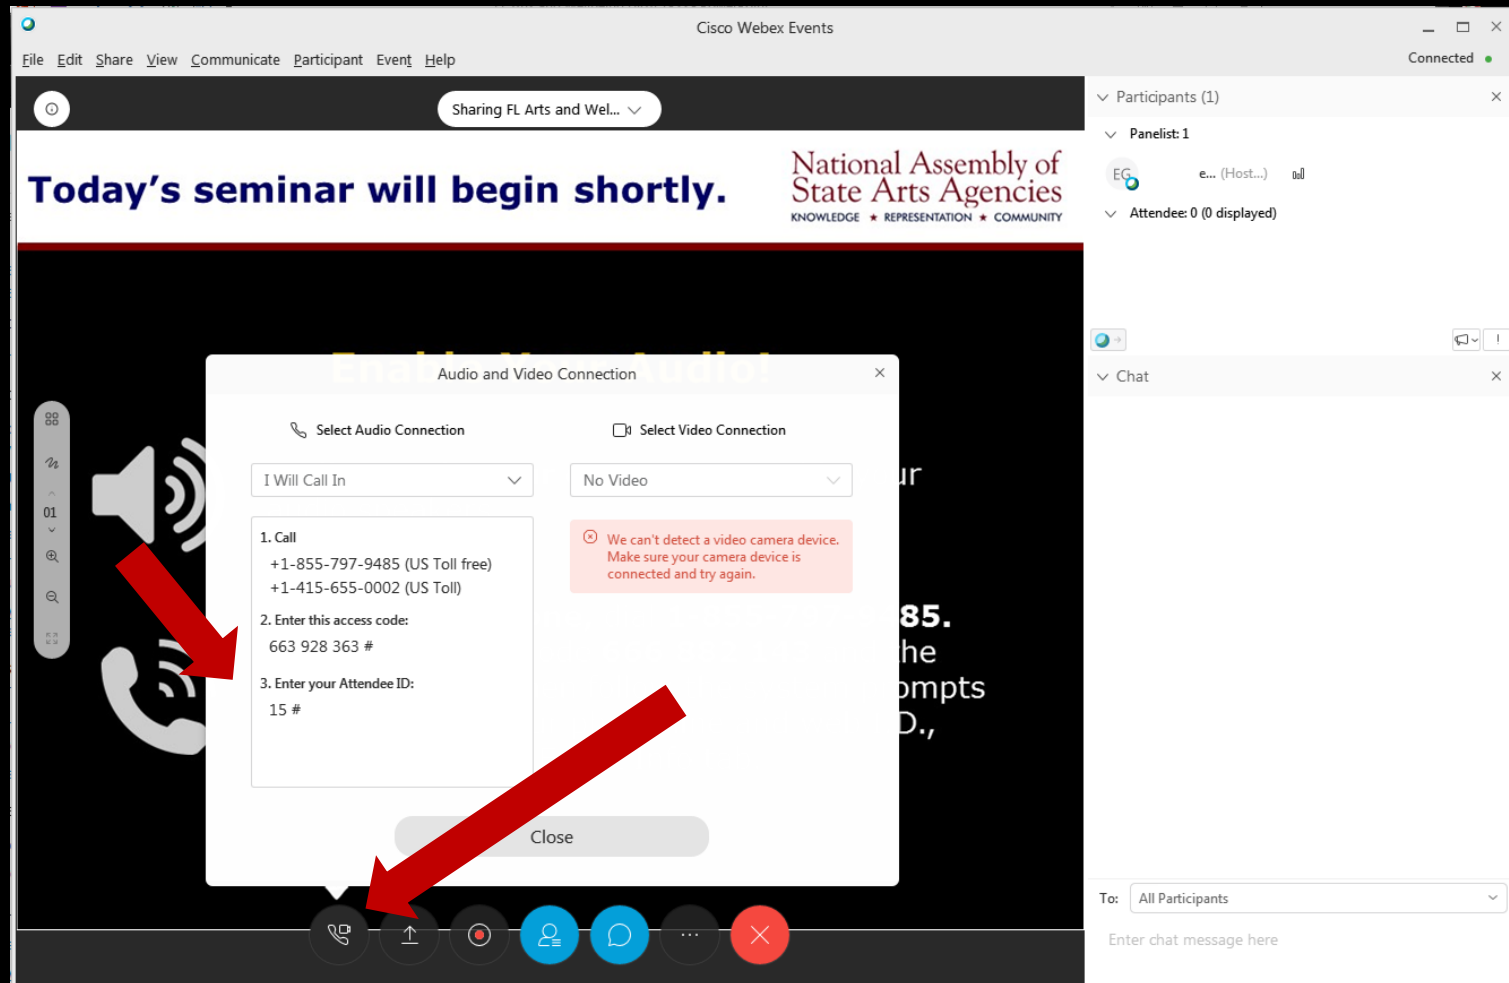 Cisco Webex Events
File Edit Share View Communicate Participant Event Help
Connected
Sharing FL Arts and Wel...
Today's seminar will begin shortly.
National Assembly of
State Arts Agencies
KNOWLEDGE ★ REPRESENTATION ★ COMMUNITY
Audio and Video Connection
Select Audio Connection
I Will Call In
1. Call
+1-855-797-9485 (US Toll free)
+1-415-655-0002 (US Toll)
2. Enter this access code:
663 928 363 #
3. Enter your Attendee ID:
15 #
Select Video Connection
No Video
We can't detect a video camera device.
Make sure your camera device is
connected and try again.
Close
01
85.
D.,
Participants (1)
Panelist: 1
EG e... (Host...)
Attendee: 0 (0 displayed)
Chat
To: All Participants
Enter chat message here